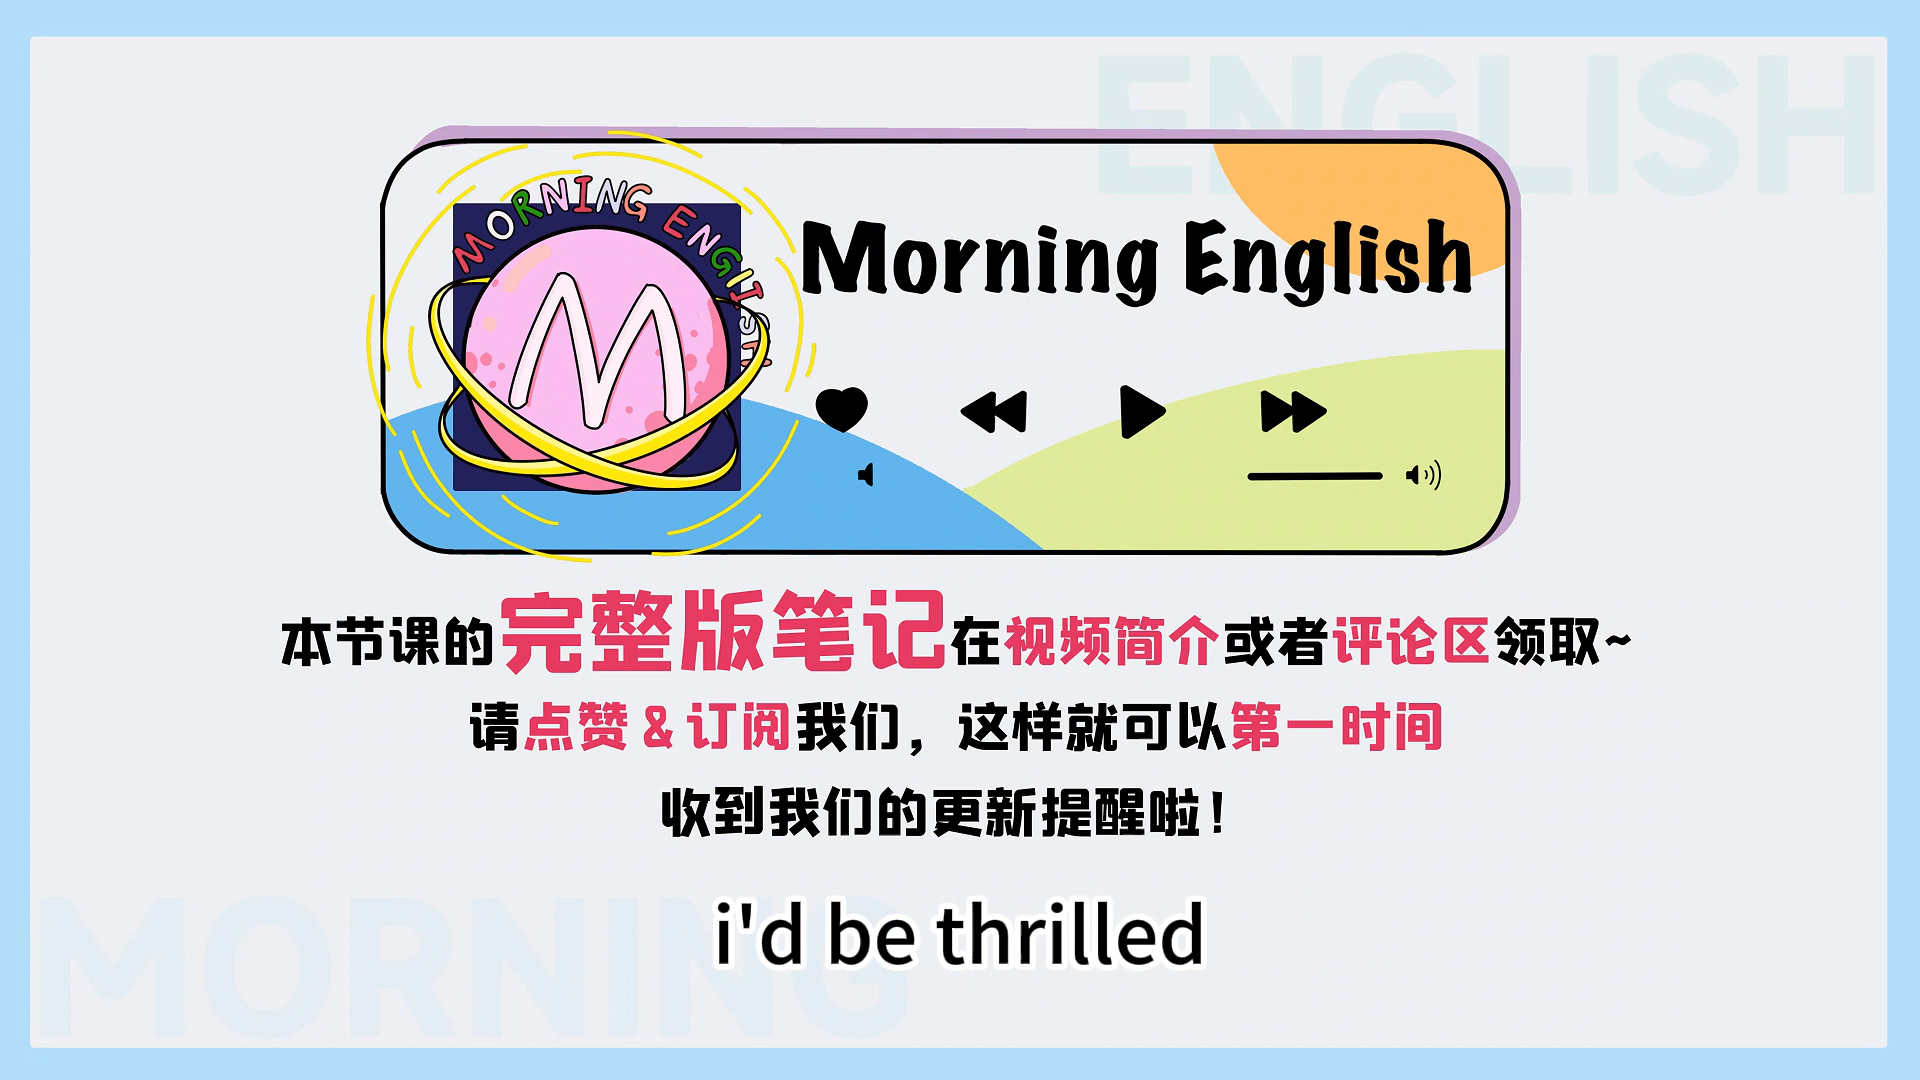 ENGLISH
MORNING ENGLISH
M
Morning English
本节课的完整版笔记在视频简介或者评论区领取~
请点赞&订阅我们，这样就可以第一时间
收到我们的更新提醒啦！
MORNING
i'd be thrilled